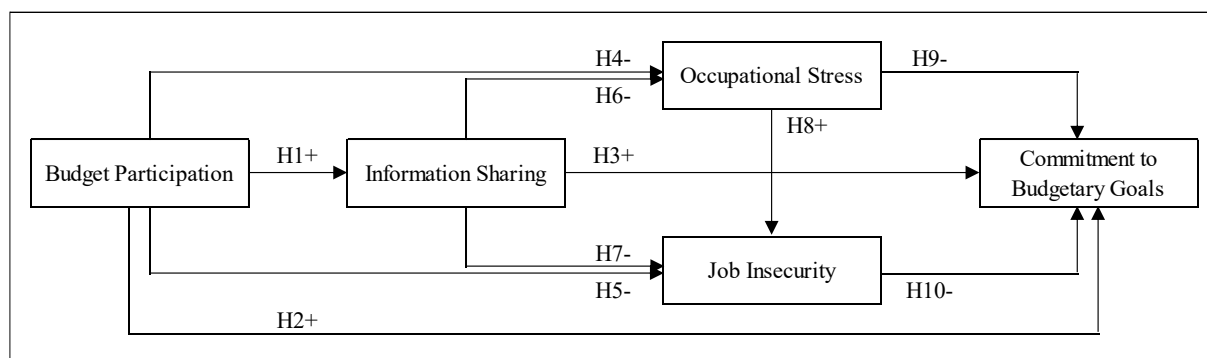 H4-
Occupational Stress
H9-
H6-
H8+
Budget Participation
H1+
Information Sharing
H3+
Commitment to
Budgetary Goals
H7-
Job Insecurity
H5-
H10-
H2+